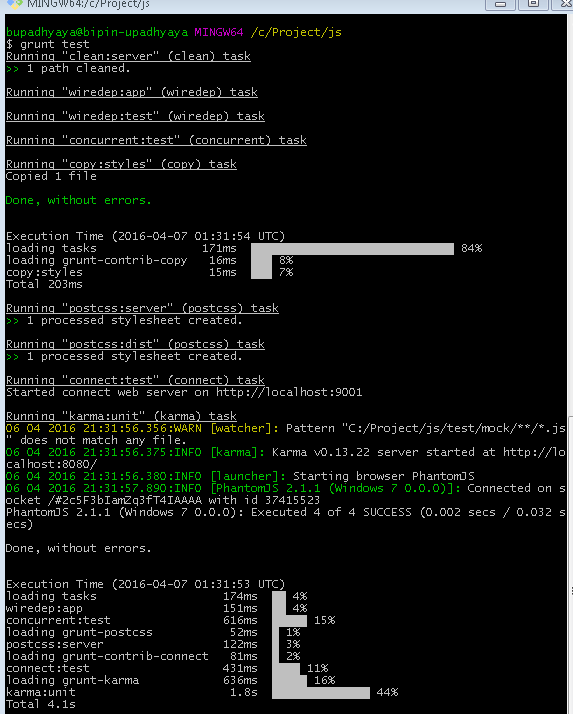 MINGW64:/c/Project/js
bupadhyaya@bipin-upadhyaya MINGW64 /c/Project/js
$ grunt test
Running "clean:server" (clean) task
>> 1 path cleaned.
Running "wiredep:app" (wiredep) task
Running "wiredep:test" (wiredep) task
Running "concurrent:test" (concurrent) task
Running "copy:styles" (copy) task
Copied 1 file
Done, without errors.
Execution Time (2016-04-07 01:31:54 UTC)
loading tasks 171ms 84%
loading grunt-contrib-copy 16ms 8%
copy:styles 15ms 7%
Total 203ms
Running "postcss:server" (postcss) task
>> 1 processed stylesheet created.
Running "postcss:dist" (postcss) task
>> 1 processed stylesheet created.
Running "connect:test" (connect) task
Started connect web server on http://localhost:9001
Running "karma:unit" (karma) task
06 04 2016 21:31:56.356:WARN [watcher]: Pattern "C:/Project/js/test/mock/**/*.js
" does not match any file.
06 04 2016 21:31:56.375:INFO [karma]: Karma v0.13.22 server started at http://lo
calhost:8080/
06 04 2016 21:31:56.380:INFO [launcher]: Starting browser PhantomJS
06 04 2016 21:31:57.890:INFO [PhantomJS 2.1.1 (Windows 7 0.0.0)]: Connected on s
ocket /#2c5F3bIamZq3fT4IAAAA with id 37415523
PhantomJS 2.1.1 (Windows 7 0.0.0): Executed 4 of 4 SUCCESS (0.002 secs / 0.032 s
ecs)
Done, without errors.
Execution Time (2016-04-07 01:31:53 UTC)
loading tasks 174ms 4%
wiredep:app 151ms 4%
concurrent:test 616ms 15%
loading grunt-postcss 52ms 1%
postcss:server 122ms 3%
loading grunt-contrib-connect 81ms 2%
connect:test 431ms 11%
loading grunt-karma 636ms 16%
karma:unit 1.8s 44%
Total 4.1s